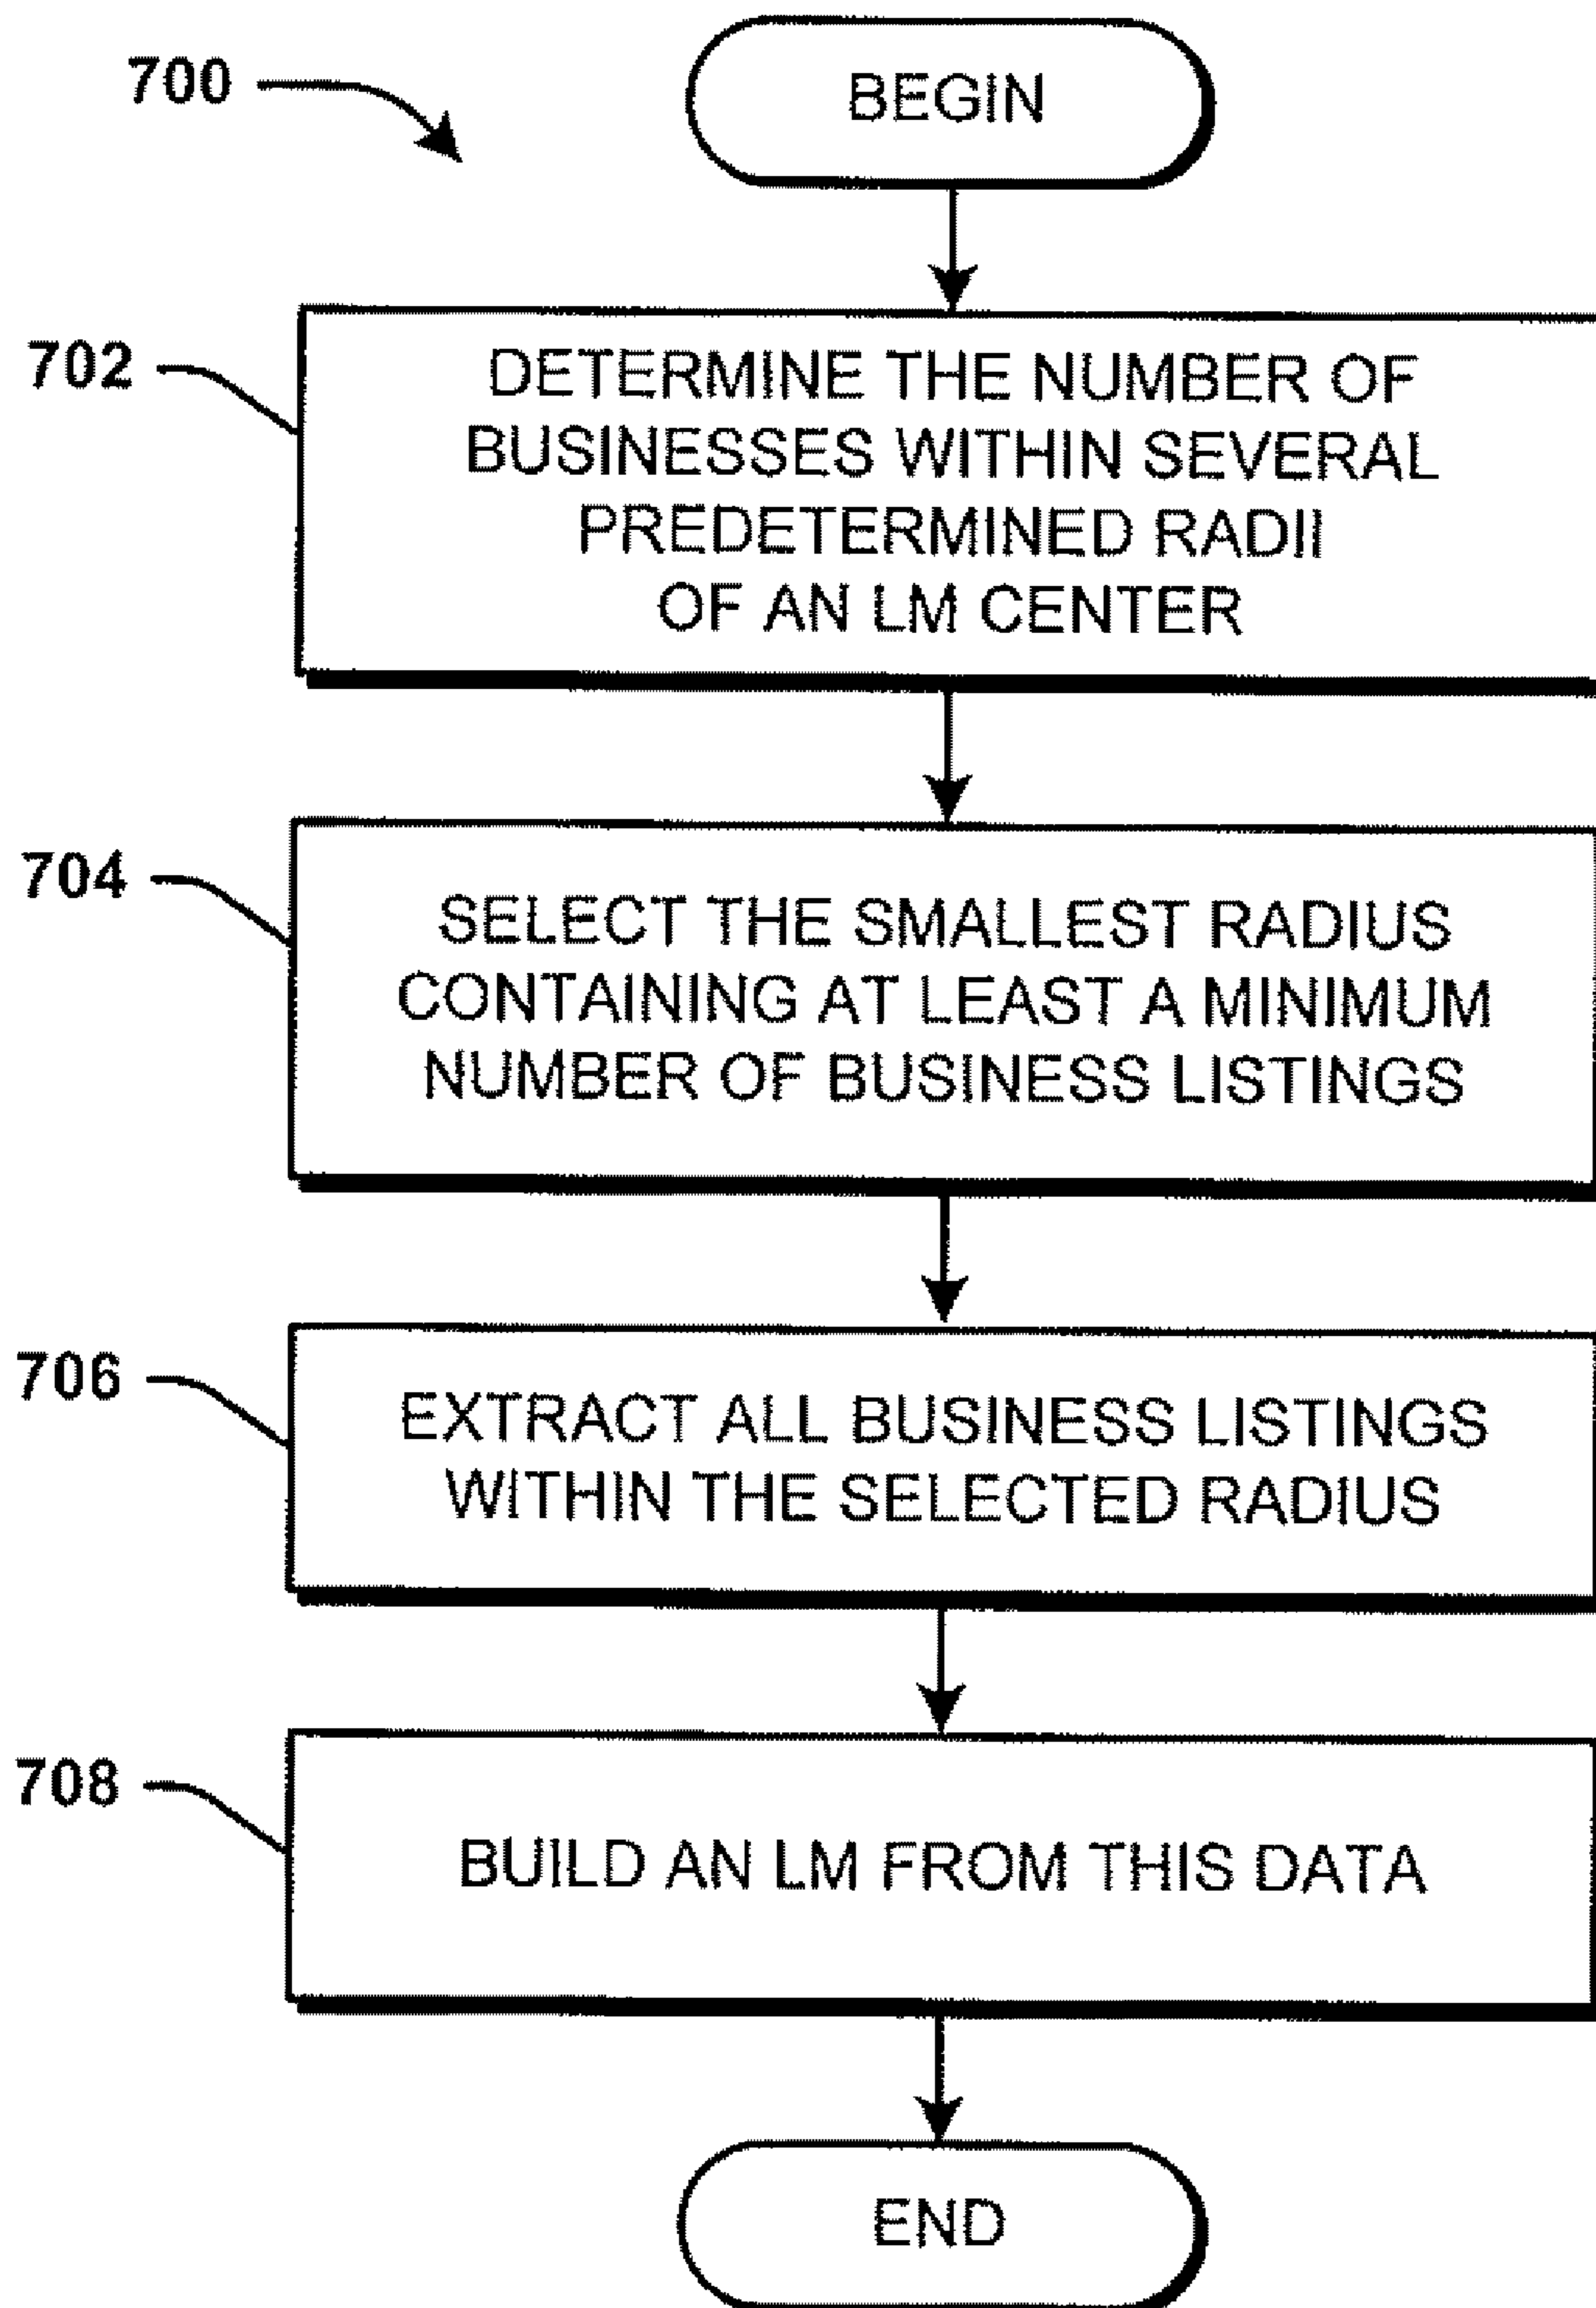 700
BEGIN
702
DETERMINE THE NUMBER OF
BUSINESSES WITHIN SEVERAL
PREDETERMINED RADII
OF AN LM CENTER
704
SELECT THE SMALLEST RADIUS
CONTAINING AT LEAST A MINIMUM
NUMBER OF BUSINESS LISTINGS
706
EXTRACT ALL BUSINESS LISTINGS
WITHIN THE SELECTED RADIUS
708
BUILD AN LM FROM THIS DATA
END